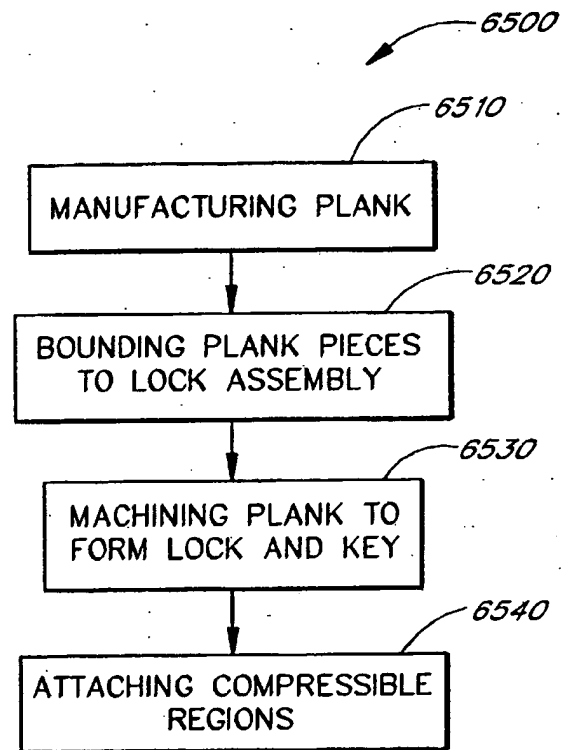 6500
6510
MANUFACTURING PLANK
6520
BOUNDING PLANK PIECES
TO LOCK ASSEMBLY
6530
MACHINING PLANK TO
FORM LOCK AND KEY
6540
ATTACHING COMPRESSIBLE
REGIONS